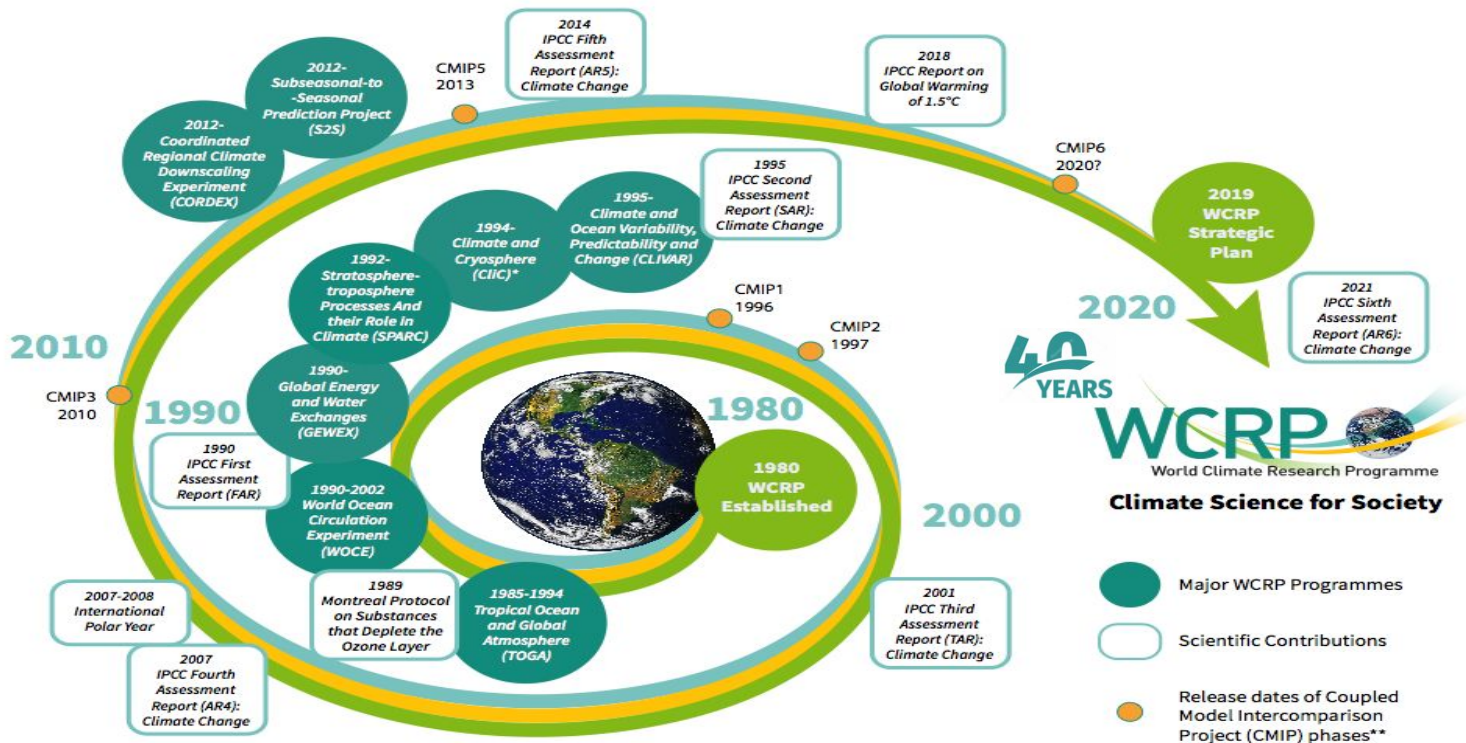 2014
IPCC Fifth
Assessment
Report (AR5):
Climate Change
2018
IPCC Report on
Global Warming
of 1.5°C
2012-
Subseasonal-to
-Seasonal
Prediction Project
(S2S)
CMIP5
2013
2012-
Coordinated
Regional Climate
Downscaling
Experiment
(CORDEX)
CMIP6
2020?
1995
IPCC Second
Assessment
Report (SAR):
Climate Change
1995-
Climate and
Ocean Variability,
Predictability and
Change (CLIVAR)
1994-
Climate and
Cryosphere
(CliC)*
1992-
Stratosphere-
troposphere
Processes And
their Role in
Climate (SPARC)
2019
WCRP
Strategic
Plan
CMIP1
1996
CMIP2
1997
2020
2021
IPCC Sixth
Assessment
Report (AR6):
Climate Change
2010
CMIP3
2010
1990
1990-
Global Energy
and Water
Exchanges
(GEWEX)
1980
40
YEARS
WCRP
World Climate Research Programme
Climate Science for Society
1990
IPCC First
Assessment
Report (FAR)
1990-2002
World Ocean
Circulation
Experiment
(WOCE)
1980
WCRP
Established
2000
2007-2008
International
Polar Year
1989
Montreal Protocol
on Substances
that Deplete the
Ozone Layer
1985-1994
Tropical Ocean
and Global
Atmosphere
(TOGA)
2001
IPCC Third
Assessment
Report (TAR):
Climate Change
2007
IPCC Fourth
Assessment
Report (AR4):
Climate Change
Major WCRP Programmes
Scientific Contributions
Release dates of Coupled
Model Intercomparison
Project (CMIP) phases**